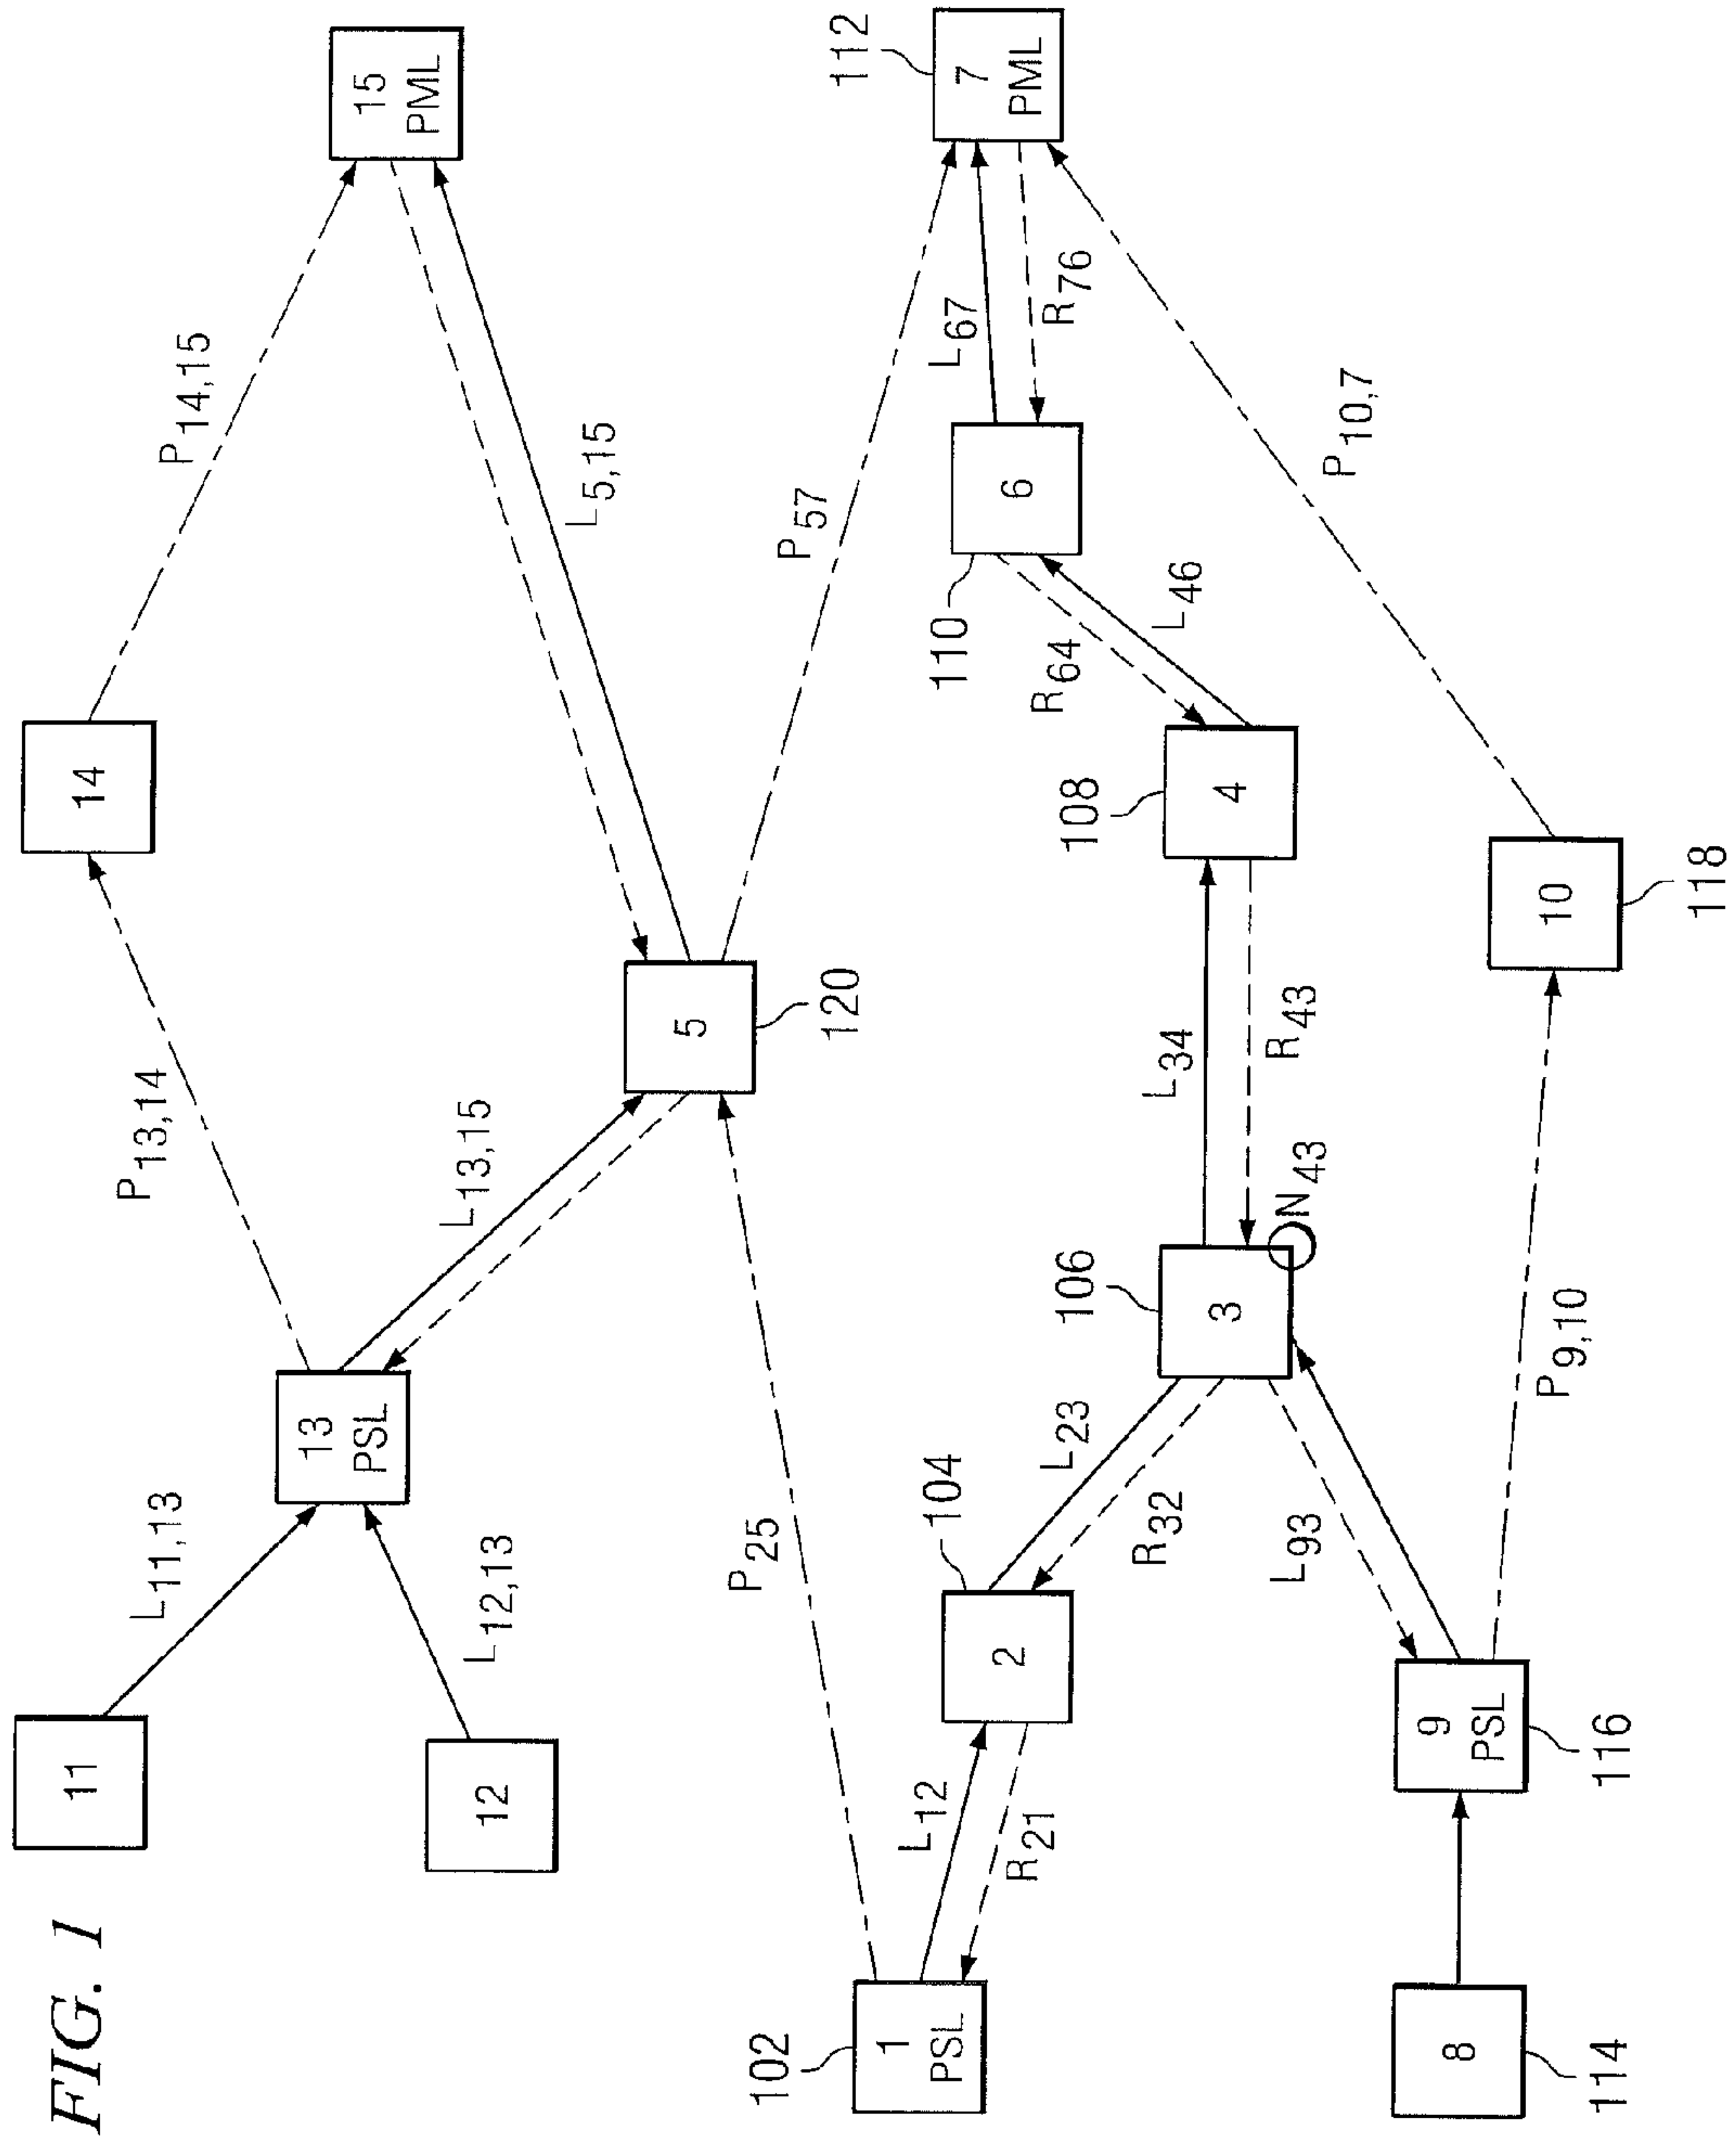 FIG. 1
11
L11,13
12
L12,13
13
PSL
P13,14
14
P14,15
15
PML
L13,15
L5,15
5
120
P25
P57
102
1
PSL
L12
R21
104
2
L23
R32
106
3
N43
L34
R43
108
4
R64
L46
110
6
L67
R76
112
7
PML
114
8
116
9
PSL
L93
P9,10
10
118
P10,7